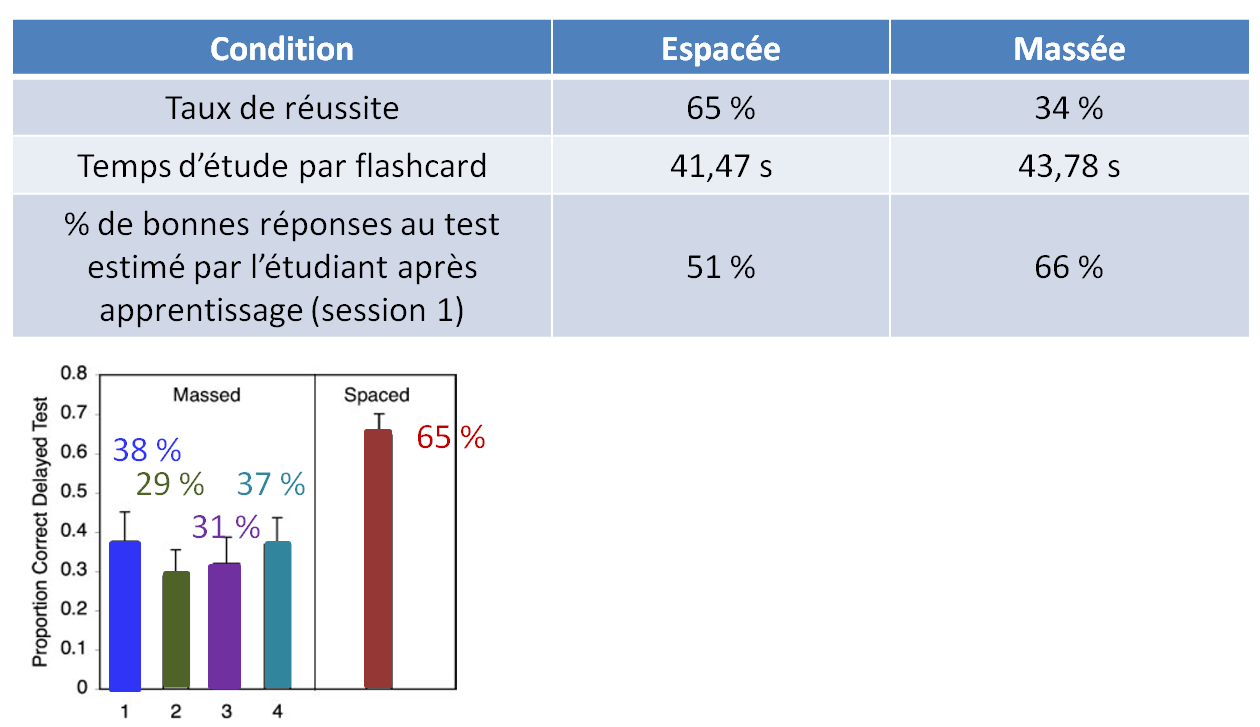 Condition Espacée Massée
Taux de réussite 65 % 34 %
Temps d’étude par flashcard 41,47 s 43,78 s
% de bonnes réponses au test
estimé par l’étudiant après 51 % 66 %
apprentissage (session 1)
Proportion Correct Delayed Test
0.8
0.7
0.6
0.5
0.4
0.3
0.2
0.1
0
Massed Spaced
38 % 65 %
29 % 37 %
31 %
1 2 3 4